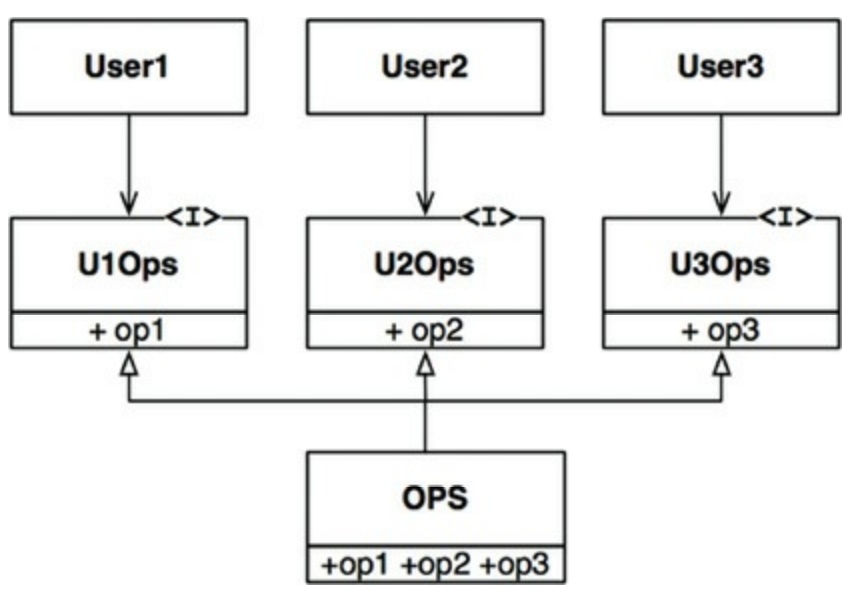 User1
User2
User3
<I>
<I>
<I>
U1Ops
U2Ops
U3Ops
+ op1
+ op2
+ op3
OPS
+op1 +op2 +op3